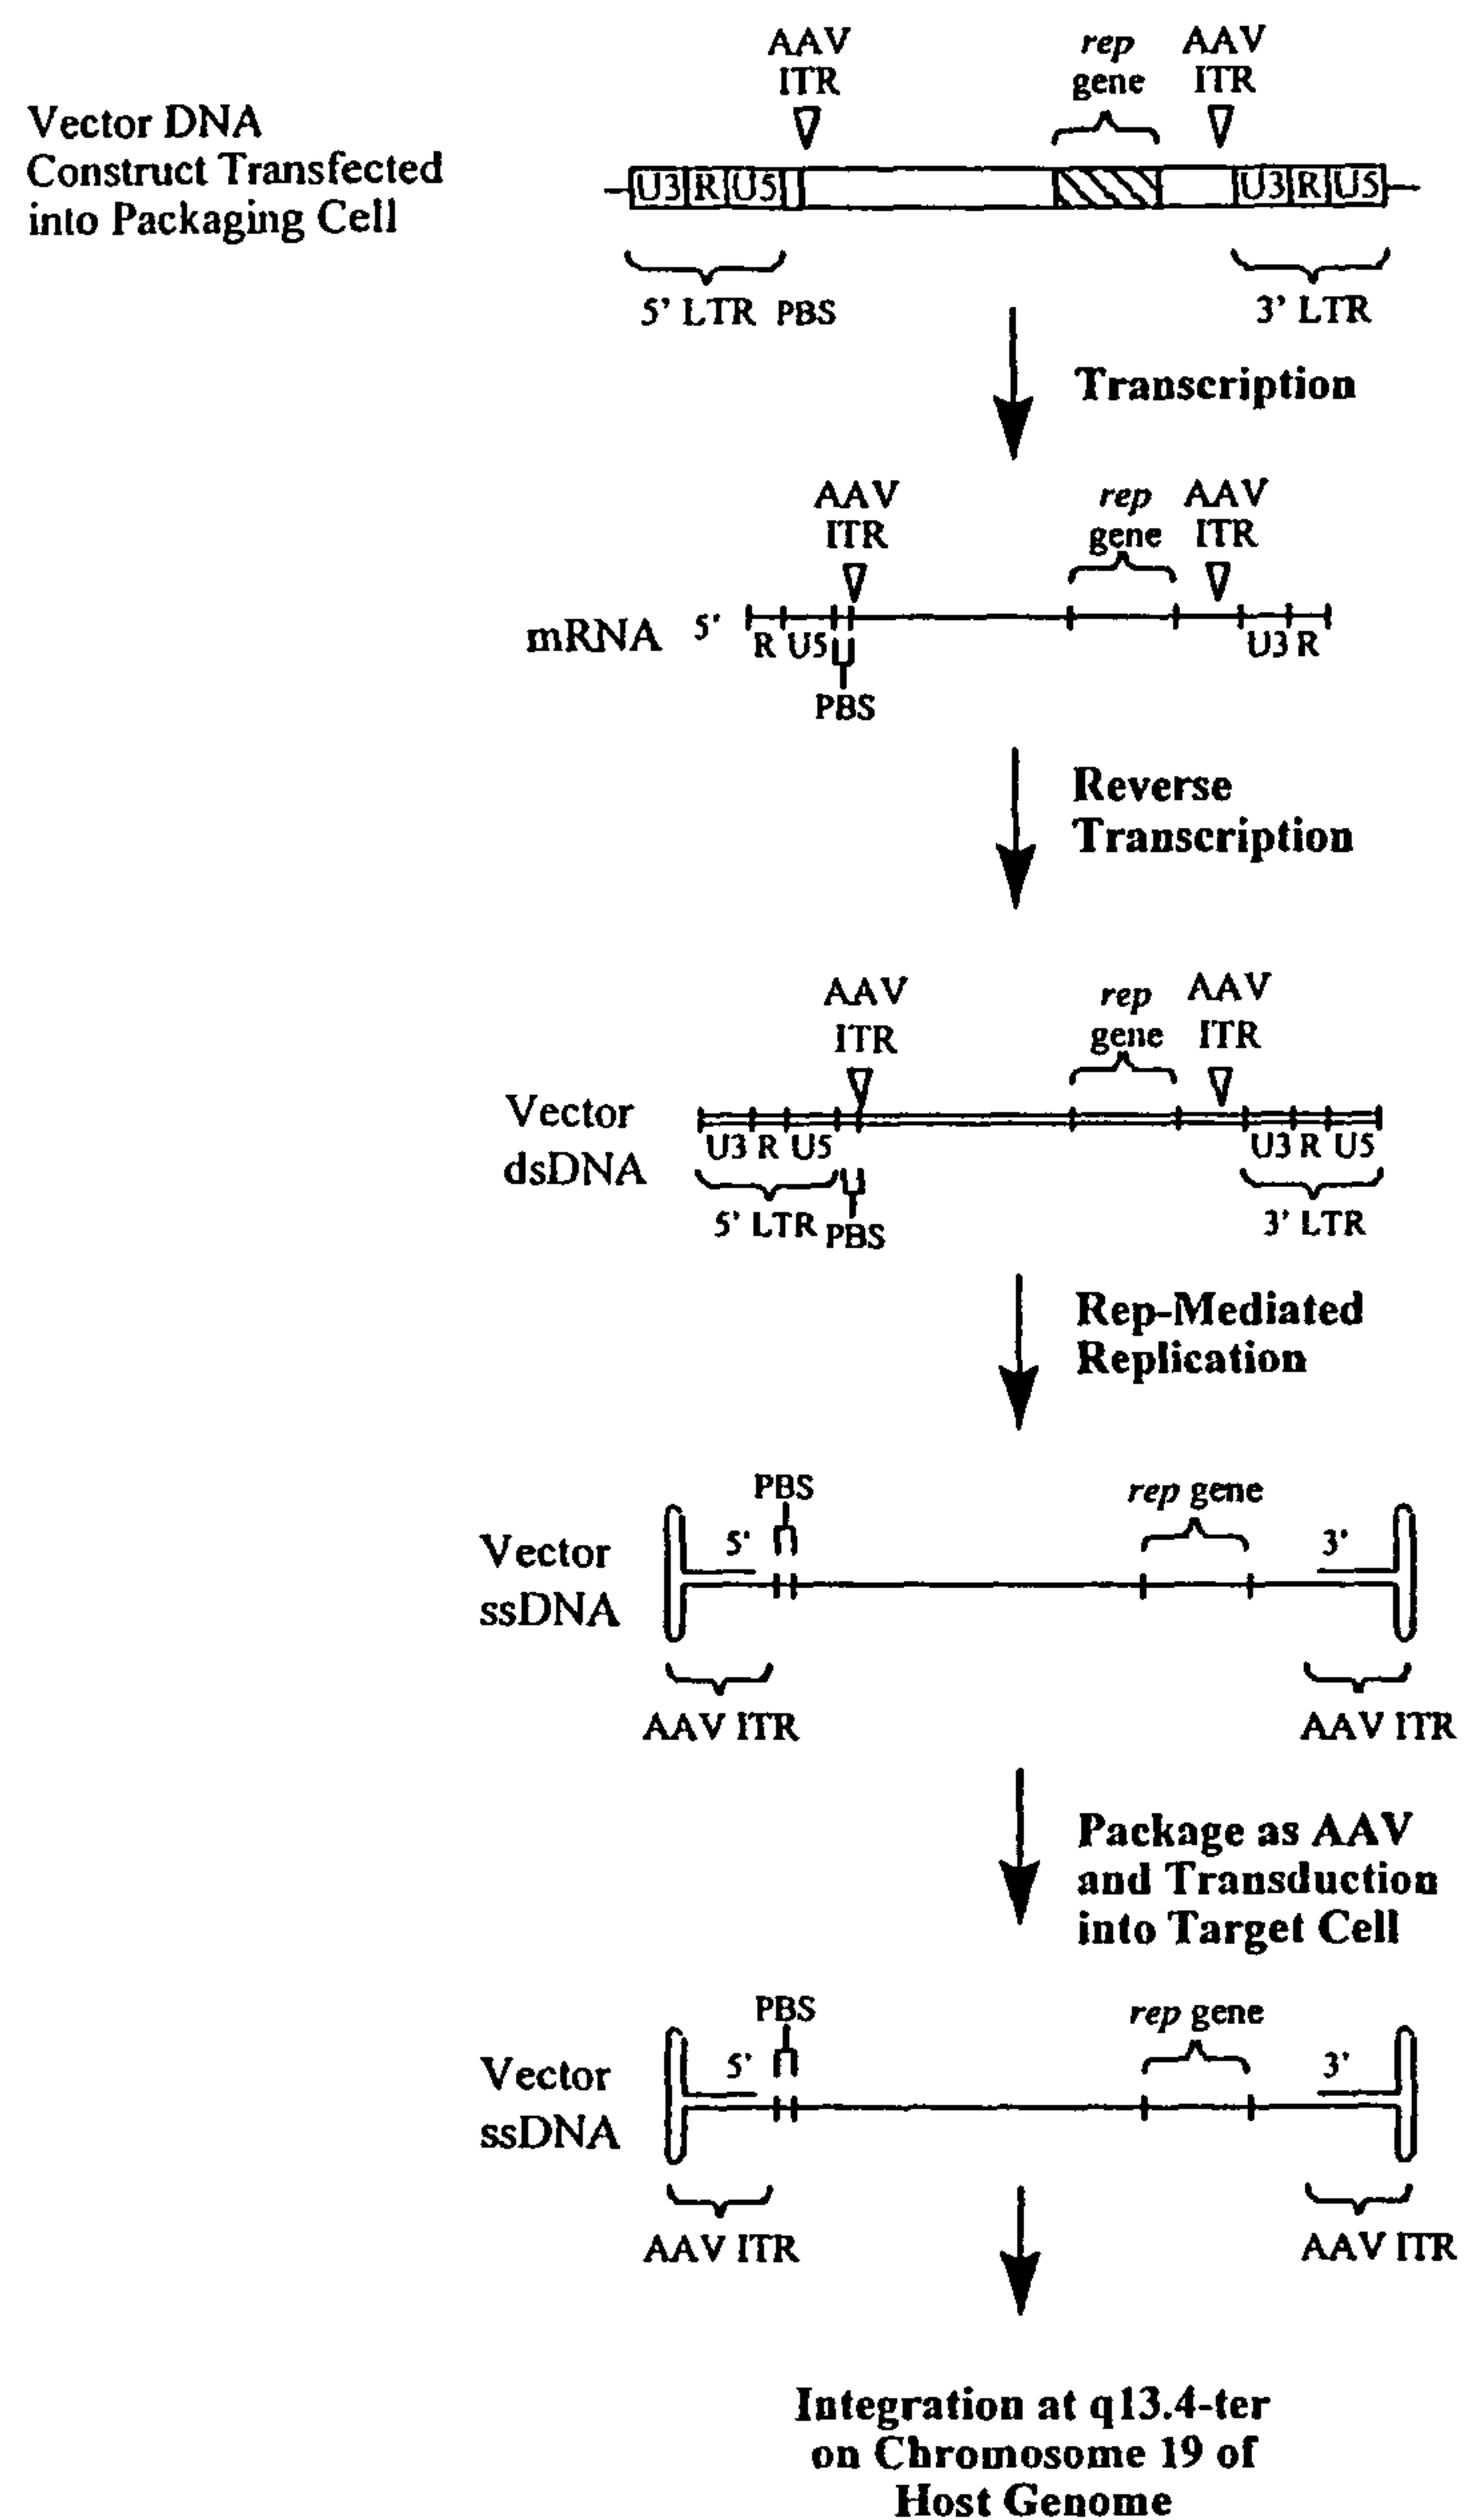 AAV
ITR
rep
gene
AAV
ITR
Vector DNA
Construct Transfected
into Packaging Cell
U3 R U5
U3 R U5
5' LTR PBS
3' LTR
Transcription
AAV
ITR
rep
gene
AAV
ITR
mRNA 5'
R U5
U3 R
PBS
Reverse
Transcription
AAV
ITR
rep
gene
AAV
ITR
Vector
dsDNA
U3 R U5
U3 R U5
5' LTR PBS
3' LTR
Rep-Mediated
Replication
PBS
rep gene
Vector
ssDNA
5'
3'
AAV ITR
AAV ITR
Package as AAV
and Transduction
into Target Cell
PBS
rep gene
Vector
ssDNA
5'
3'
AAV ITR
AAV ITR
Integration at q13.4-ter
on Chromosome 19 of
Host Genome